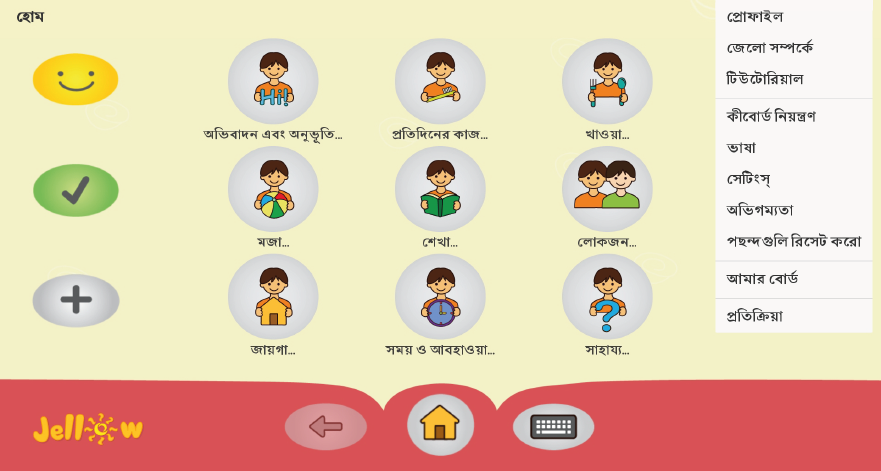 হোম
অভিবাদন এবং অনুভূতি...
প্রতিদিনের কাজ...
খাওয়া...
মজা...
শেখা...
লোকজন...
জায়গা...
সময় ও আবহাওয়া...
সাহায্য...
প্রোফাইল
জেলো সম্পর্কে
টিউটোরিয়াল
কীবোর্ড নিয়ন্ত্রণ
ভাষা
সেটিংস্
অভিগম্যতা
পছন্দগুলি রিসেট করো
আমার বোর্ড
প্রতিক্রিয়া
Jellow